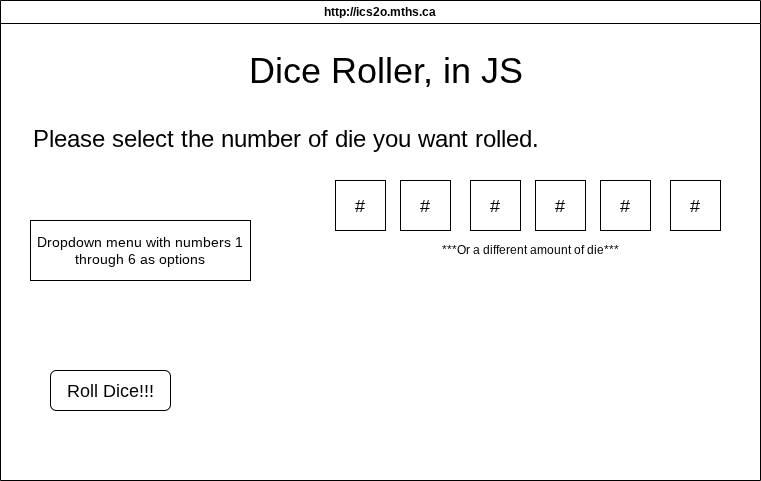 http://ics2o.mths.ca
Dice Roller, in JS
Please select the number of die you want rolled.
# # # # # #
Dropdown menu with numbers 1
through 6 as options
***Or a different amount of die***
Roll Dice!!!